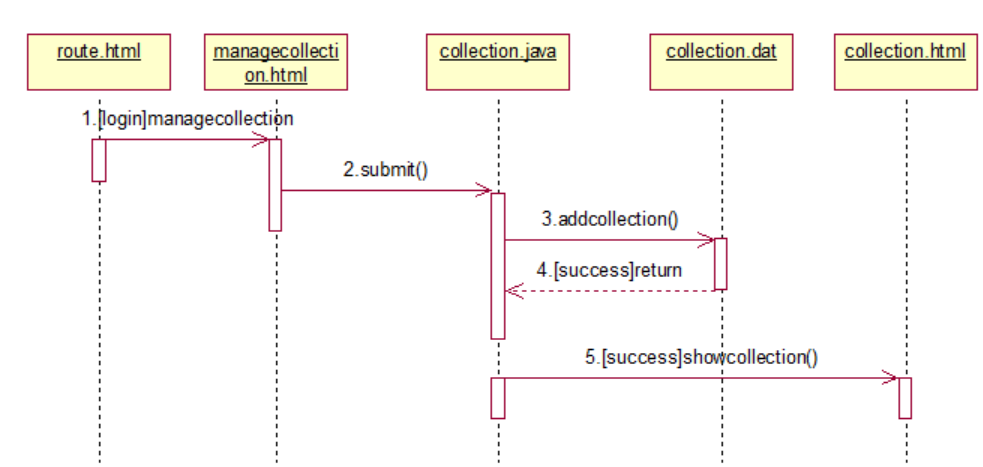 route.html
managecollecti
on.html
collection.java
collection.dat
collection.html
1.[login]managecollection
2.submit()
3.addcollection()
4.[success]return
5.[success]showcollection()